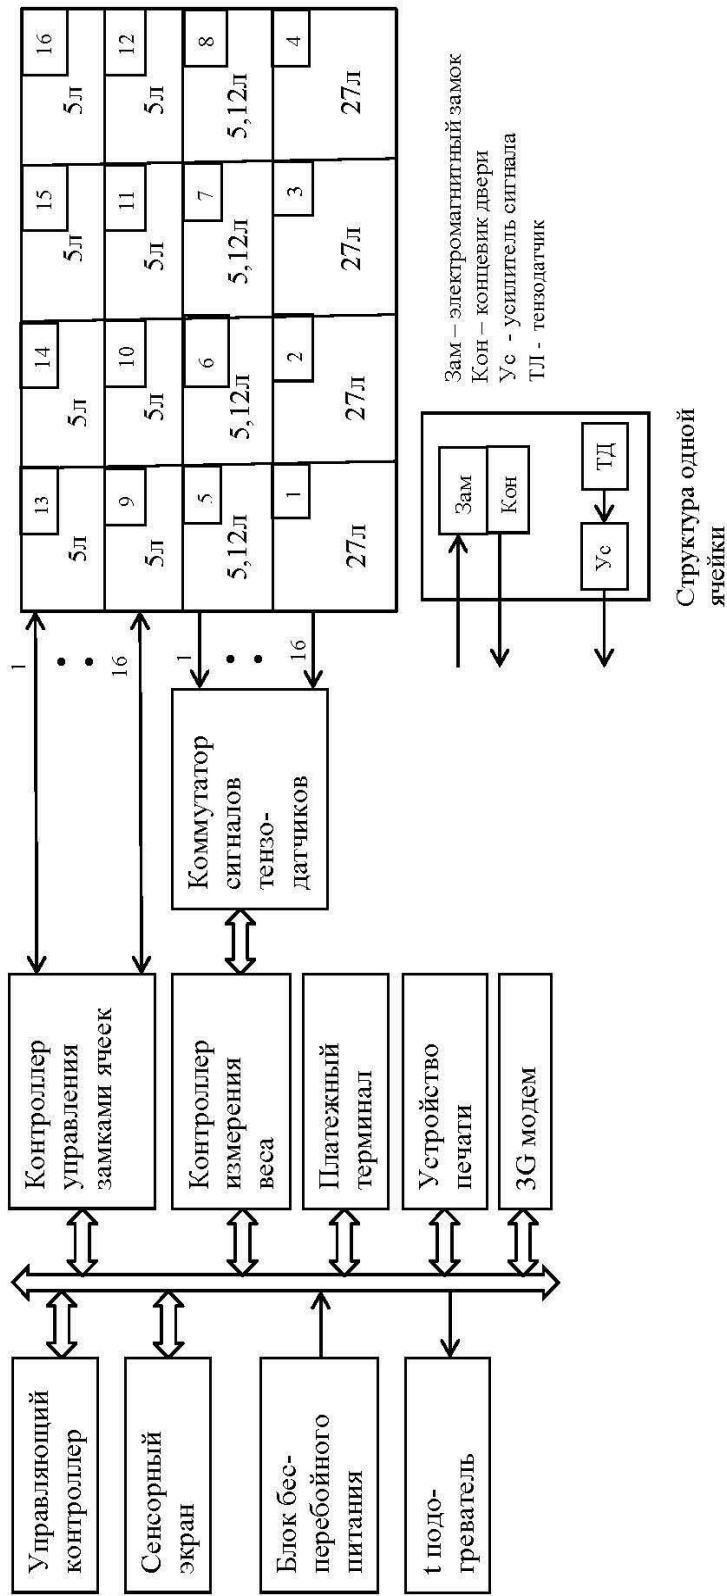 Управляющий
контроллер
Сенсорный
экран
Блок бес-
перебойного
питания
t подо-
греватель
Контроллер
управления
замками ячеек
Контроллер
измерения
веса
Платежный
терминал
Устройство
печати
3G модем
Коммутатор
сигналов
тензо-
датчиков
1
16
1
16
13
5л
14
5л
15
5л
16
5л
9
5л
10
5л
11
5л
12
5л
5
5,12л
6
5,12л
7
5,12л
8
5,12л
1
27л
2
27л
3
27л
4
27л
Зам
Кон
Ус
ТД
Зам – электромагнитный замок
Кон – концевик двери
Ус - усилитель сигнала
ТЛ - тензодатчик
Структура одной
ячейки